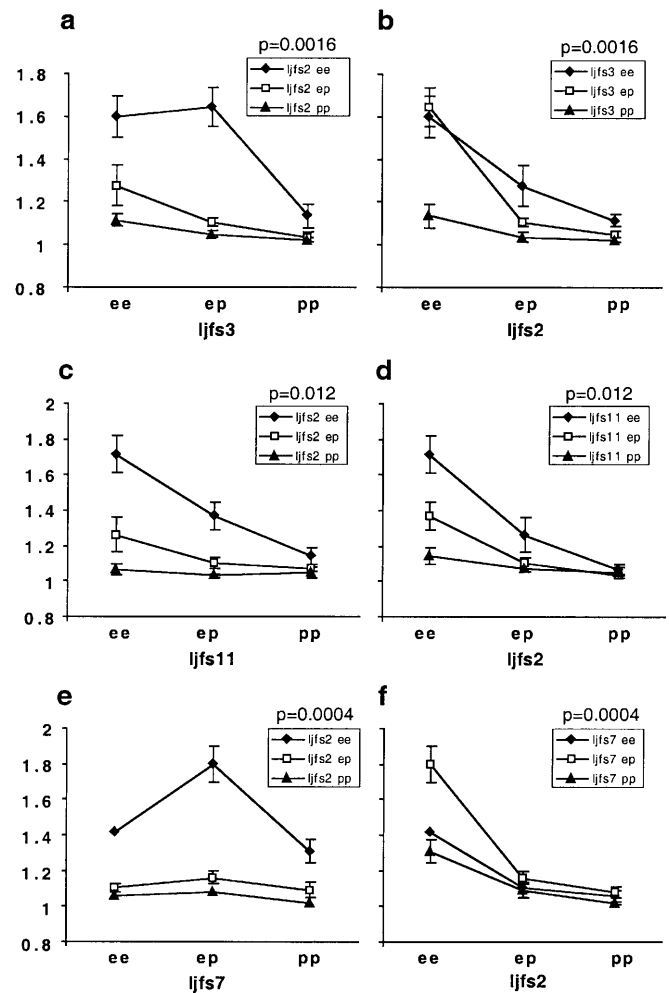 a
p=0.0016
ljfs2 ee
ljfs2 ep
ljfs2 pp
1.8
1.6
1.4
1.2
1
0.8
ee ep pp
ljfs3
b
p=0.0016
ljfs3 ee
ljfs3 ep
ljfs3 pp
ee ep pp
ljfs2
c
p=0.012
ljfs2 ee
ljfs2 ep
ljfs2 pp
2
1.8
1.6
1.4
1.2
1
0.8
ee ep pp
ljfs11
d
p=0.012
ljfs11 ee
ljfs11 ep
ljfs11 pp
ee ep pp
ljfs2
e
p=0.0004
ljfs2 ee
ljfs2 ep
ljfs2 pp
2
1.8
1.6
1.4
1.2
1
0.8
ee ep pp
ljfs7
f
p=0.0004
ljfs7 ee
ljfs7 ep
ljfs7 pp
ee ep pp
ljfs2